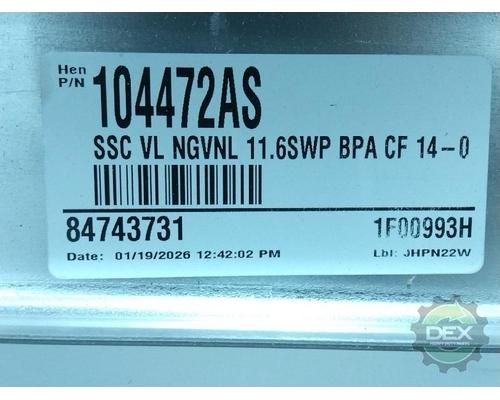 Hen
P/N
104472AS
SSC VL NGVNL 11.6SWP BPA CF 14-0
84743731
1F00993H
Date: 01/19/2026 12:42:02 PM
Lbl: JHPN22W
DEX